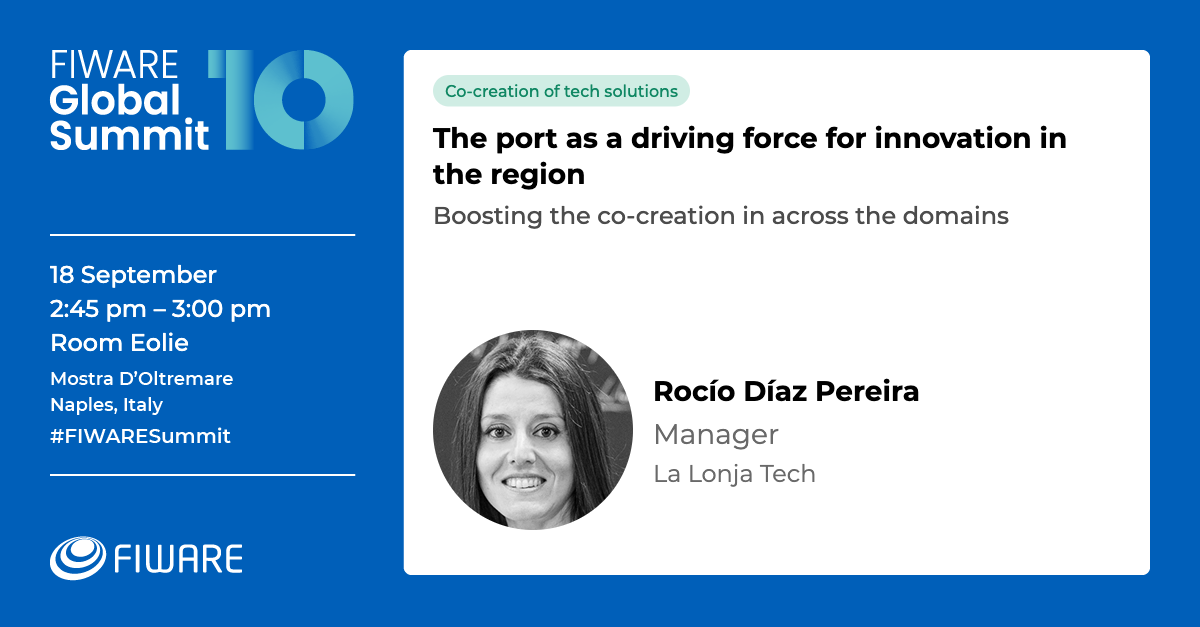 FIWARE
Global
Summit
10
18 September
2:45 pm – 3:00 pm
Room Eolie
Mostra D’Oltremare
Naples, Italy
#FIWARESummit
FIWARE
Co-creation of tech solutions
The port as a driving force for innovation in
the region
Boosting the co-creation in across the domains
Rocío Díaz Pereira
Manager
La Lonja Tech